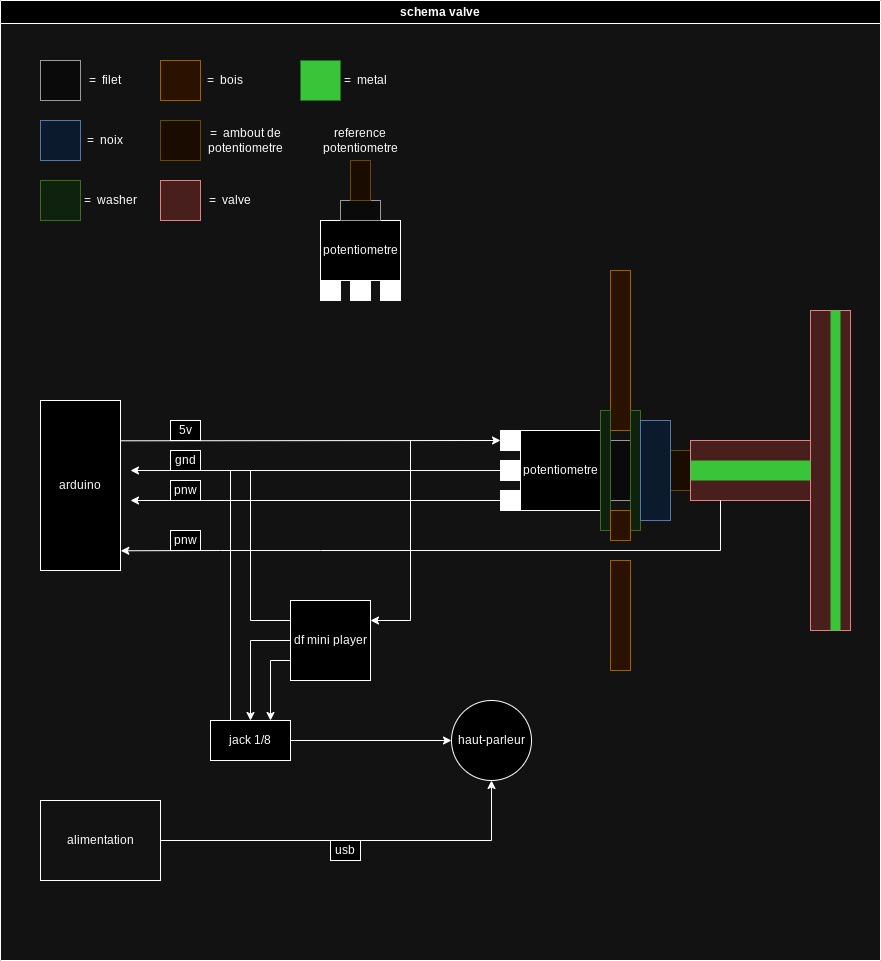 schema valve
= filet
= bois
= metal
= noix
= ambout de
potentiometre
reference
potentiometre
= washer
= valve
potentiometre
5v
gnd
arduino
potentiometre
pnw
pnw
df mini player
jack 1/8
haut-parleur
alimentation
usb